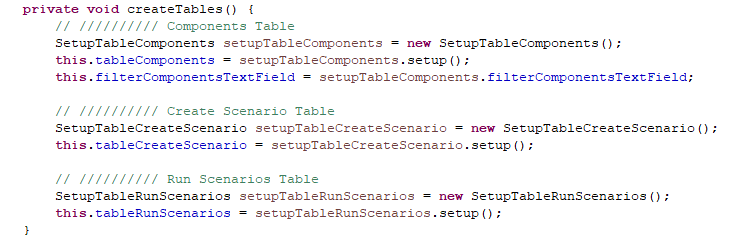 private void createTables() {
// ////////// Components Table
SetupTableComponents setupTableComponents = new SetupTableComponents();
this.tableComponents = setupTableComponents.setup();
this.filterComponentsTextField = setupTableComponents.filterComponentsTextField;
// ////////// Create Scenario Table
SetupTableCreateScenario setupTableCreateScenario = new SetupTableCreateScenario();
this.tableCreateScenario = setupTableCreateScenario.setup();
// ////////// Run Scenarios Table
SetupTableRunScenarios setupTableRunScenarios = new SetupTableRunScenarios();
this.tableRunScenarios = setupTableRunScenarios.setup();
}